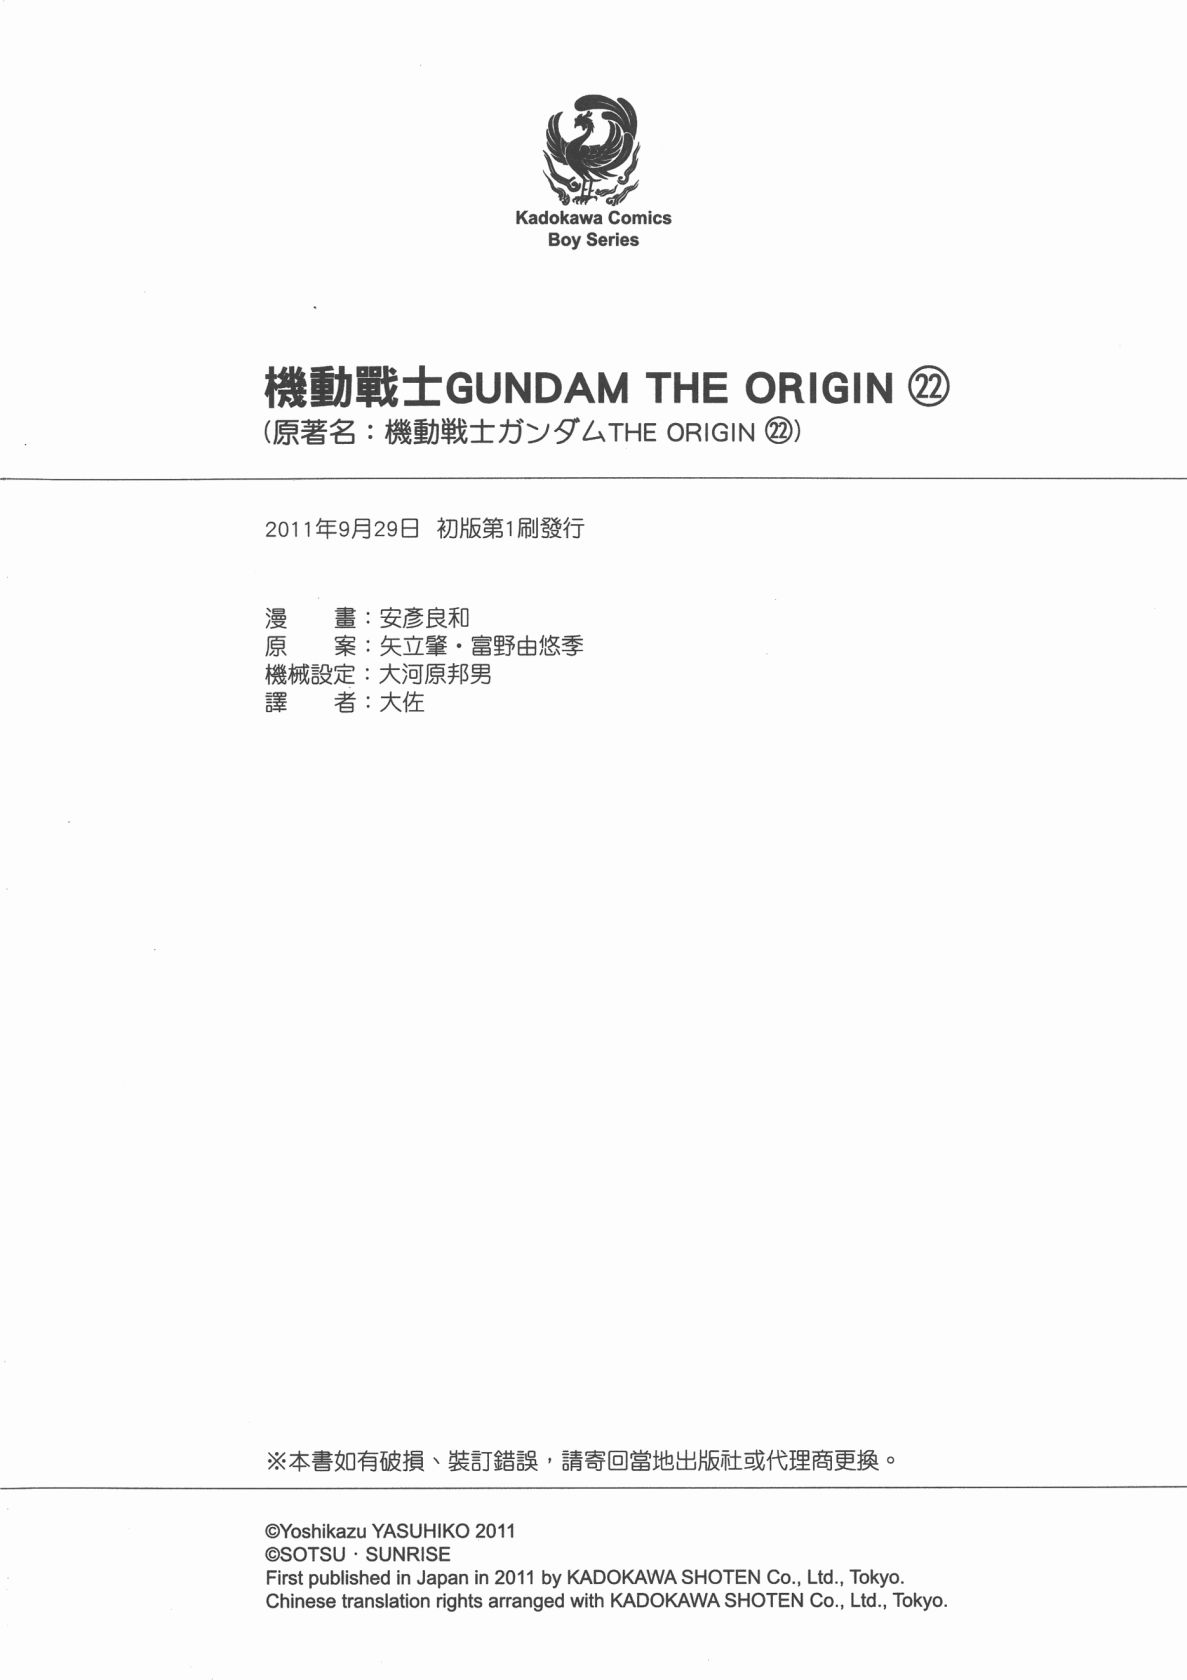 Kadokawa Comics
Boy Series
機動戰士GUNDAM THE ORIGIN ㉒
(原著名：機動戦士ガンダムTHE ORIGIN ㉒)
2011年9月29日 初版第1刷發行
漫　　畫：安彥良和
原　　案：矢立肇・富野由悠季
機械設定：大河原邦男
譯　　者：大佐
※本書如有破損、裝訂錯誤，請寄回當地出版社或代理商更換。
©Yoshikazu YASUHIKO 2011
©SOTSU · SUNRISE
First published in Japan in 2011 by KADOKAWA SHOTEN Co., Ltd., Tokyo.
Chinese translation rights arranged with KADOKAWA SHOTEN Co., Ltd., Tokyo.